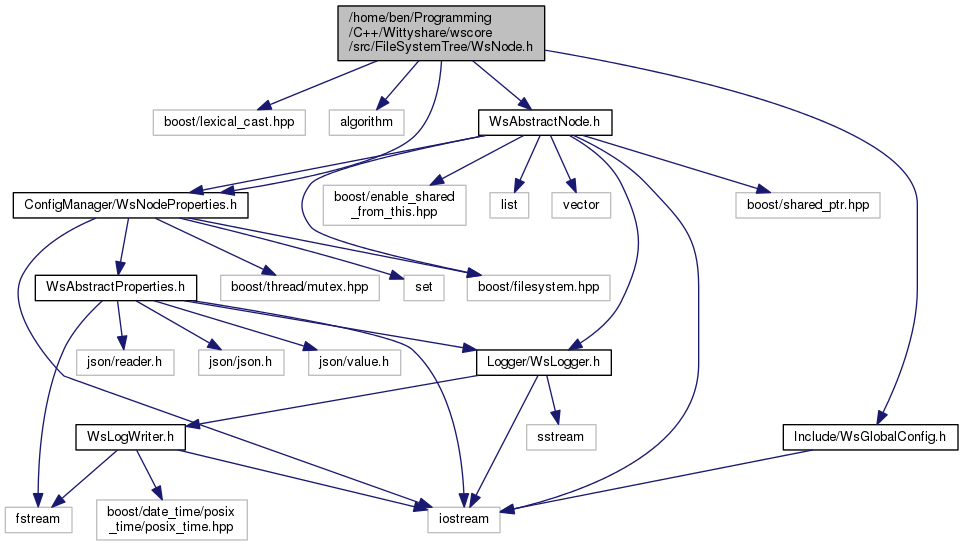 /home/ben/Programming
/C++/Wittyshare/wscore
/src/FileSystemTree/WsNode.h
boost/lexical_cast.hpp
algorithm
WsAbstractNode.h
ConfigManager/WsNodeProperties.h
boost/enable_shared
_from_this.hpp
list
vector
boost/shared_ptr.hpp
WsAbstractProperties.h
boost/thread/mutex.hpp
set
boost/filesystem.hpp
json/reader.h
json/json.h
json/value.h
Logger/WsLogger.h
WsLogWriter.h
sstream
Include/WsGlobalConfig.h
fstream
boost/date_time/posix
_time/posix_time.hpp
iostream